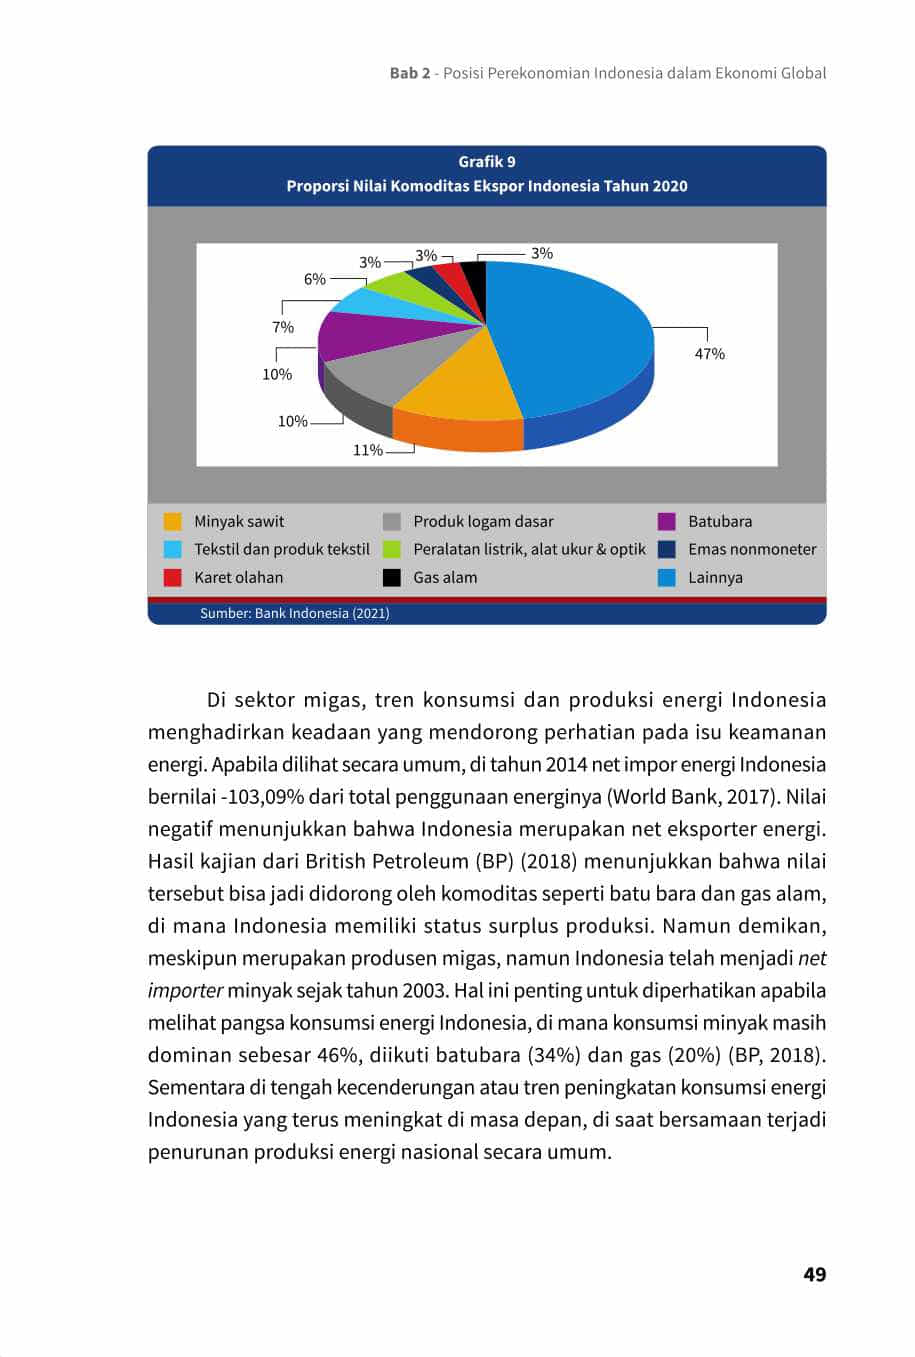 Bab 2 - Posisi Perekonomian Indonesia dalam Ekonomi Global
Grafik 9
Proporsi Nilai Komoditas Ekspor Indonesia Tahun 2020
3%
3%
3%
6%
7%
47%
10%
10%
11%
Minyak sawit
Produk logam dasar
Batubara
Tekstil dan produk tekstil
Peralatan listrik, alat ukur & optik
Emas nonmoneter
Karet olahan
Gas alam
Lainnya
Sumber: Bank Indonesia (2021)
Di sektor migas, tren konsumsi dan produksi energi Indonesia
menghadirkan keadaan yang mendorong perhatian pada isu keamanan
energi. Apabila dilihat secara umum, di tahun 2014 net impor energi Indonesia
bernilai -103,09% dari total penggunaan energinya (World Bank, 2017). Nilai
negatif menunjukkan bahwa Indonesia merupakan net eksporter energi.
Hasil kajian dari British Petroleum (BP) (2018) menunjukkan bahwa nilai
tersebut bisa jadi didorong oleh komoditas seperti batu bara dan gas alam,
di mana Indonesia memiliki status surplus produksi. Namun demikan,
meskipun merupakan produsen migas, namun Indonesia telah menjadi net
importer minyak sejak tahun 2003. Hal ini penting untuk diperhatikan apabila
melihat pangsa konsumsi energi Indonesia, di mana konsumsi minyak masih
dominan sebesar 46%, diikuti batubara (34%) dan gas (20%) (BP, 2018).
Sementara di tengah kecenderungan atau tren peningkatan konsumsi energi
Indonesia yang terus meningkat di masa depan, di saat bersamaan terjadi
penurunan produksi energi nasional secara umum.
49